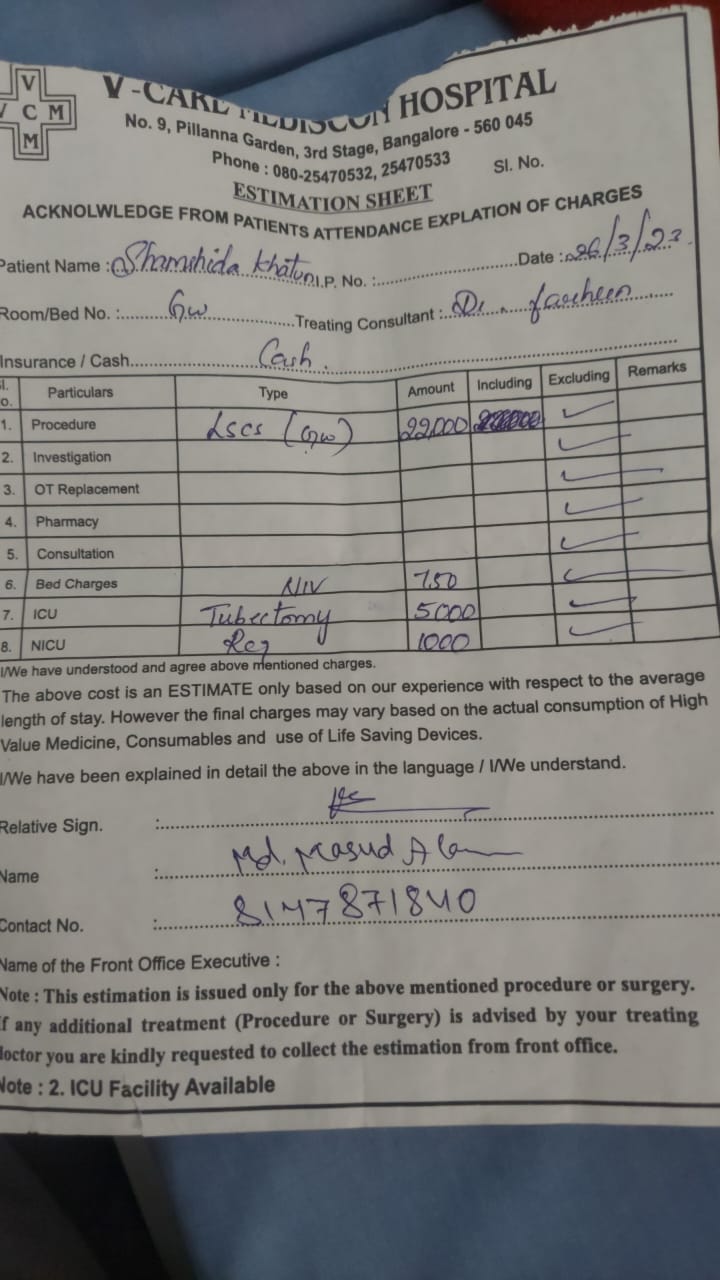 V
V C M
M
V-CARE MEDISCON HOSPITAL
No. 9, Pillanna Garden, 3rd Stage, Bangalore - 560 045
Phone : 080-25470532, 25470533
Sl. No.
ESTIMATION SHEET
ACKNOLWLEDGE FROM PATIENTS ATTENDANCE EXPLATION OF CHARGES
Patient Name : Shamshida Khatun I.P. No. : Date : 26/3/23
Room/Bed No. : Gw Treating Consultant : Dr.
Insurance / Cash Cash.
Sl. No. Particulars Type Amount Including Excluding Remarks
1. Procedure LSCS (Gw) 22,000 ✓
2. Investigation ✓
3. OT Replacement ✓
4. Pharmacy ✓
5. Consultation ✓
6. Bed Charges N/V 750 ✓
7. ICU Tubectomy 5000 ✓
8. NICU Reg 1000 ✓
I/We have understood and agree above mentioned charges.
The above cost is an ESTIMATE only based on our experience with respect to the average
length of stay. However the final charges may vary based on the actual consumption of High
Value Medicine, Consumables and use of Life Saving Devices.
I/We have been explained in detail the above in the language / I/We understand.
Relative Sign. :
Name : Md. Masud Alam
Contact No. : 8147871840
Name of the Front Office Executive :
Note : This estimation is issued only for the above mentioned procedure or surgery.
If any additional treatment (Procedure or Surgery) is advised by your treating
doctor you are kindly requested to collect the estimation from front office.
Note : 2. ICU Facility Available